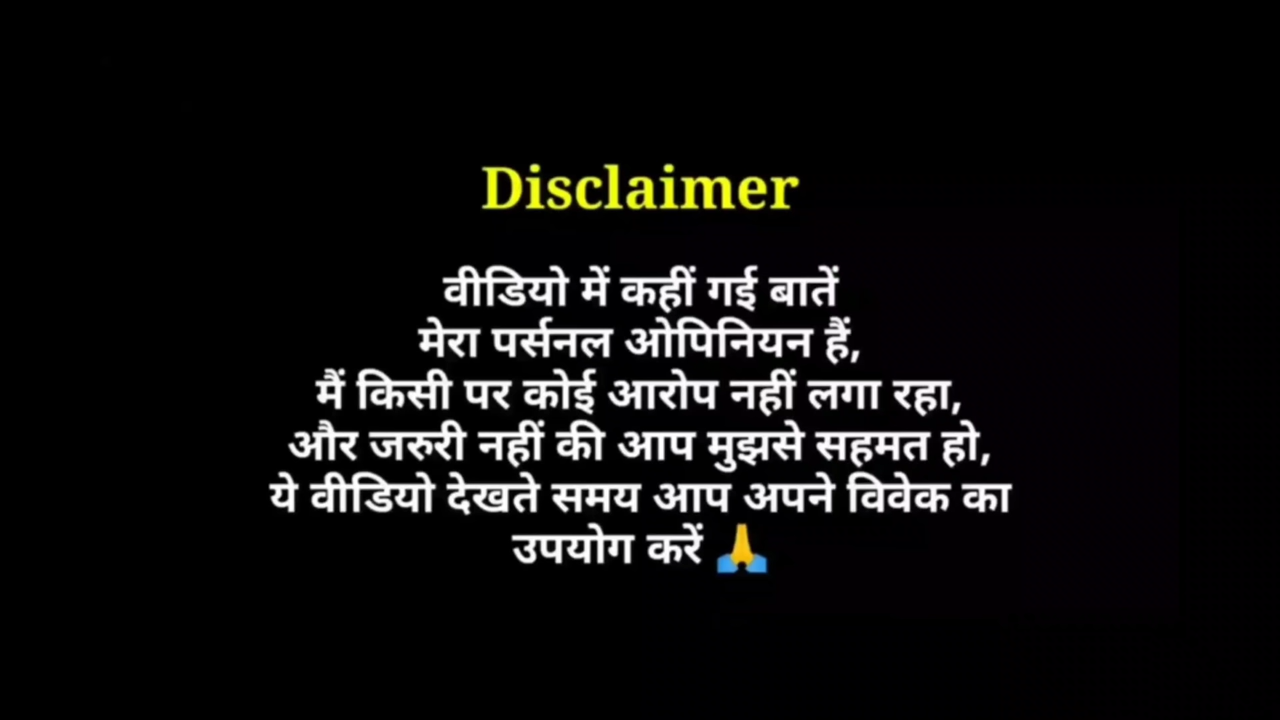 Disclaimer
वीडियो में कहीं गई बातें
मेरा पर्सनल ओपिनियन हैं,
मैं किसी पर कोई आरोप नहीं लगा रहा,
और जरुरी नहीं की आप मुझसे सहमत हो,
ये वीडियो देखते समय आप अपने विवेक का
उपयोग करें 🙏